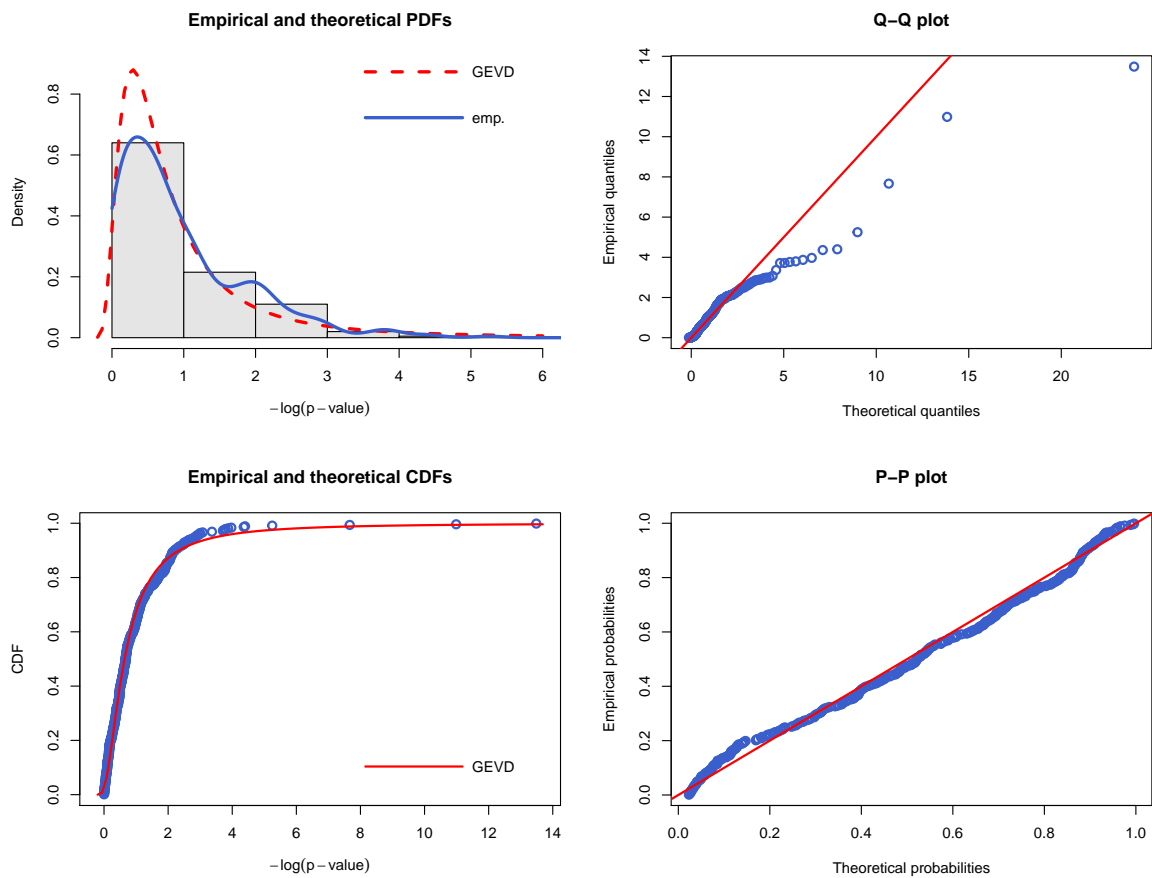 Empirical and theoretical PDFs
GEVD
emp.
Density
0.0 0.2 0.4 0.6 0.8
0 1 2 3 4 5 6
−log(p−value)
Q−Q plot
Empirical quantiles
0 2 4 6 8 10 12 14
0 5 10 15 20
Theoretical quantiles
Empirical and theoretical CDFs
CDF
0.0 0.2 0.4 0.6 0.8 1.0
GEVD
0 2 4 6 8 10 12 14
−log(p−value)
P−P plot
Empirical probabilities
0.0 0.2 0.4 0.6 0.8 1.0
0.0 0.2 0.4 0.6 0.8 1.0
Theoretical probabilities